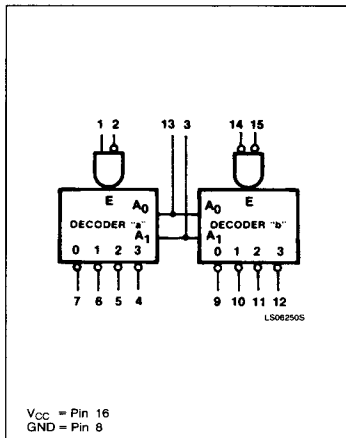 1 2 13 3 14 15
E E
A0 A0
DECODER "a" DECODER "b"
A1 A1
0 1 2 3 0 1 2 3
7 6 5 4 9 10 11 12
LS06250S
VCC = Pin 16
GND = Pin 8